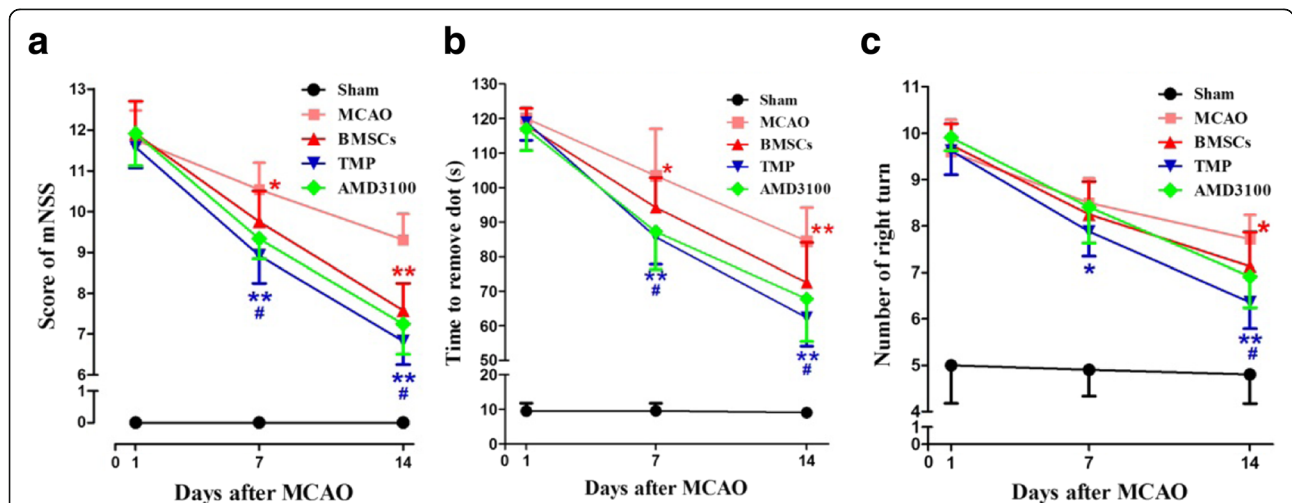 a
Score of mNSS
13
12
11
10
9
8
7
6
1
0
Sham
MCAO
BMSCs
TMP
AMD3100
*
**
#
**
**
#
0 1 7 14
Days after MCAO
b
Time to remove dot (s)
130
120
110
100
90
80
70
60
50
20
10
0
Sham
MCAO
BMSCs
TMP
AMD3100
*
**
#
**
**
#
0 1 7 14
Days after MCAO
c
Number of right turn
11
10
9
8
7
6
5
4
1
0
Sham
MCAO
BMSCs
TMP
AMD3100
*
*
**
#
0 1 7 14
Days after MCAO